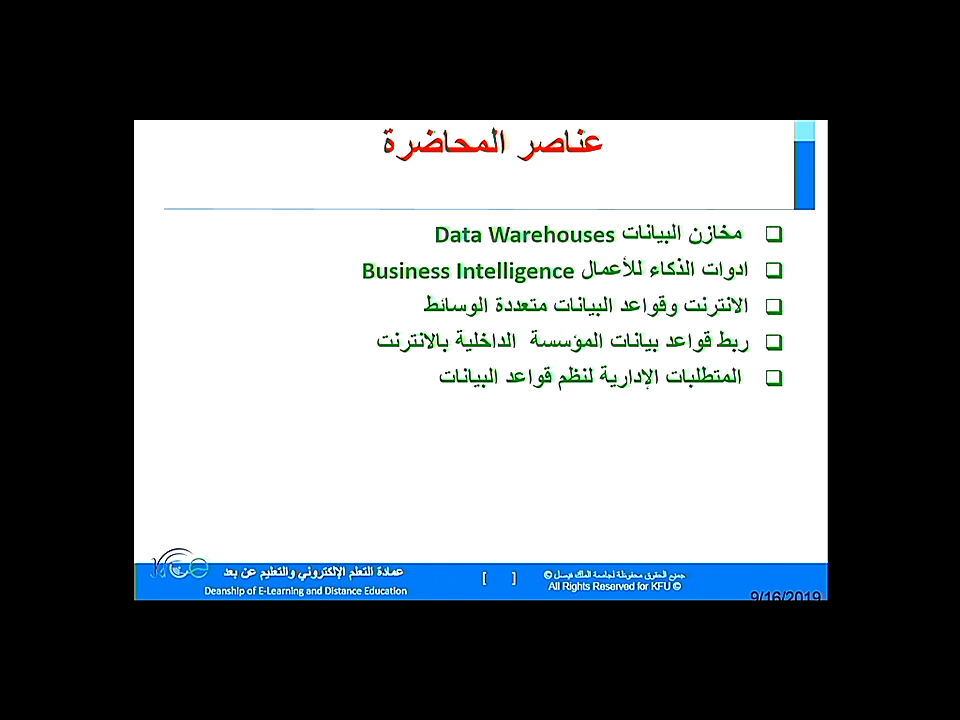 عناصر المحاضرة
مخازن البيانات Data Warehouses
ادوات الذكاء للأعمال Business Intelligence
الانترنت وقواعد البيانات متعددة الوسائط
ربط قواعد بيانات المؤسسة الداخلية بالانترنت
المتطلبات الإدارية لنظم قواعد البيانات
عمادة التعلم الإلكتروني والتعليم عن بعد
Deanship of E-Learning and Distance Education
[ ]
جميع الحقوق محفوظة لجامعة الملك فيصل ©
All Rights Reserved for KFU ©
9/16/2019